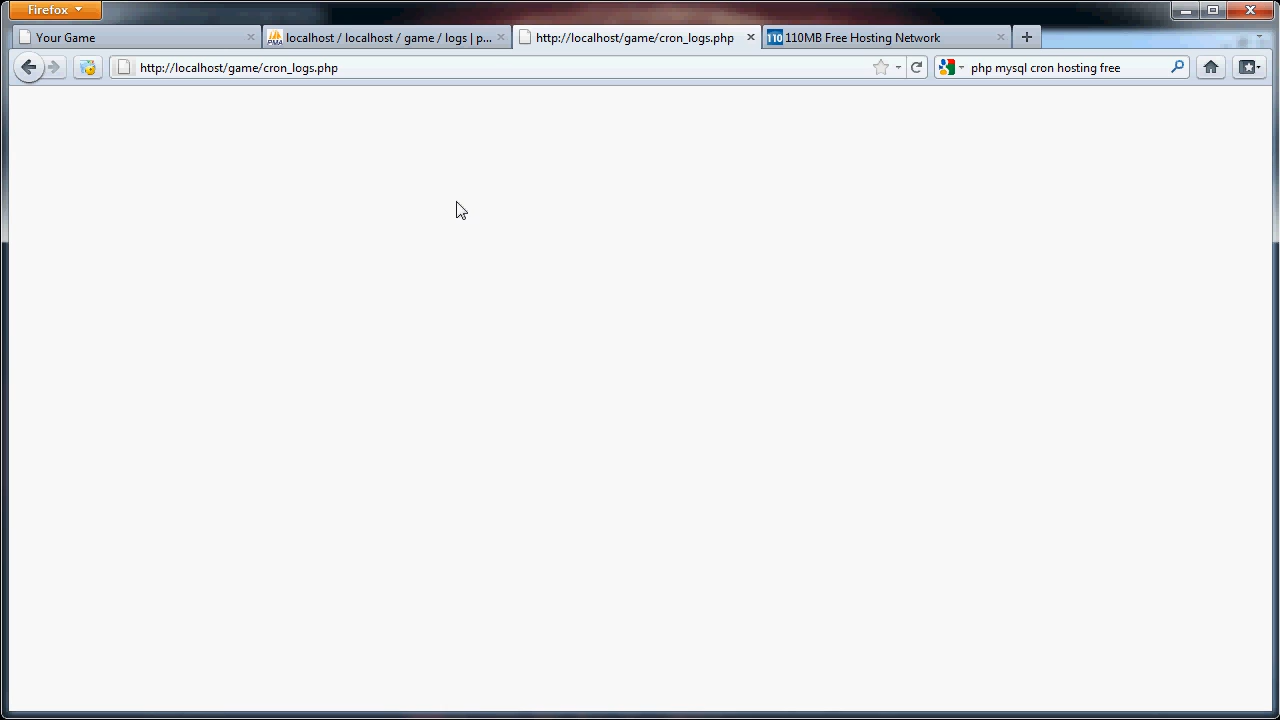 Firefox
Your Game
localhost / localhost / game / logs | p...
http://localhost/game/cron_logs.php
110 110MB Free Hosting Network
http://localhost/game/cron_logs.php
php mysql cron hosting free